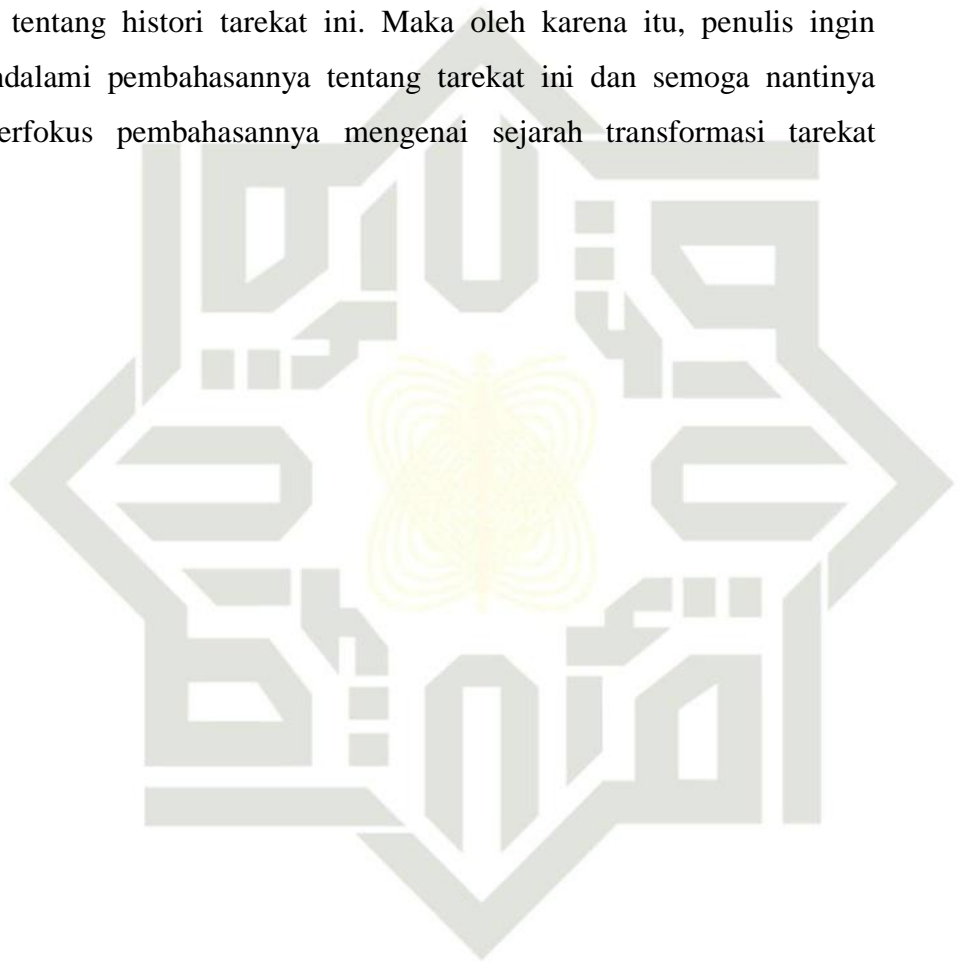 tentang histori tarekat ini. Maka oleh karena itu, penulis ingin
ndalami pembahasannya tentang tarekat ini dan semoga nantinya
erfokus pembahasannya mengenai sejarah transformasi tarekat